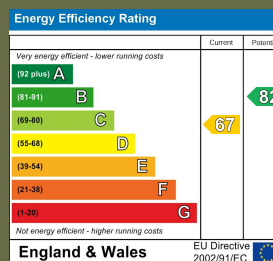 Energy Efficiency Rating
Current
Very energy efficient - lower running costs
(92 plus) A
(81-91) B
82
(69-80) C
67
(55-68) D
(39-54) E
(21-38) F
(1-20) G
Not energy efficient - higher running costs
England & Wales
EU Directive
2002/91/EC